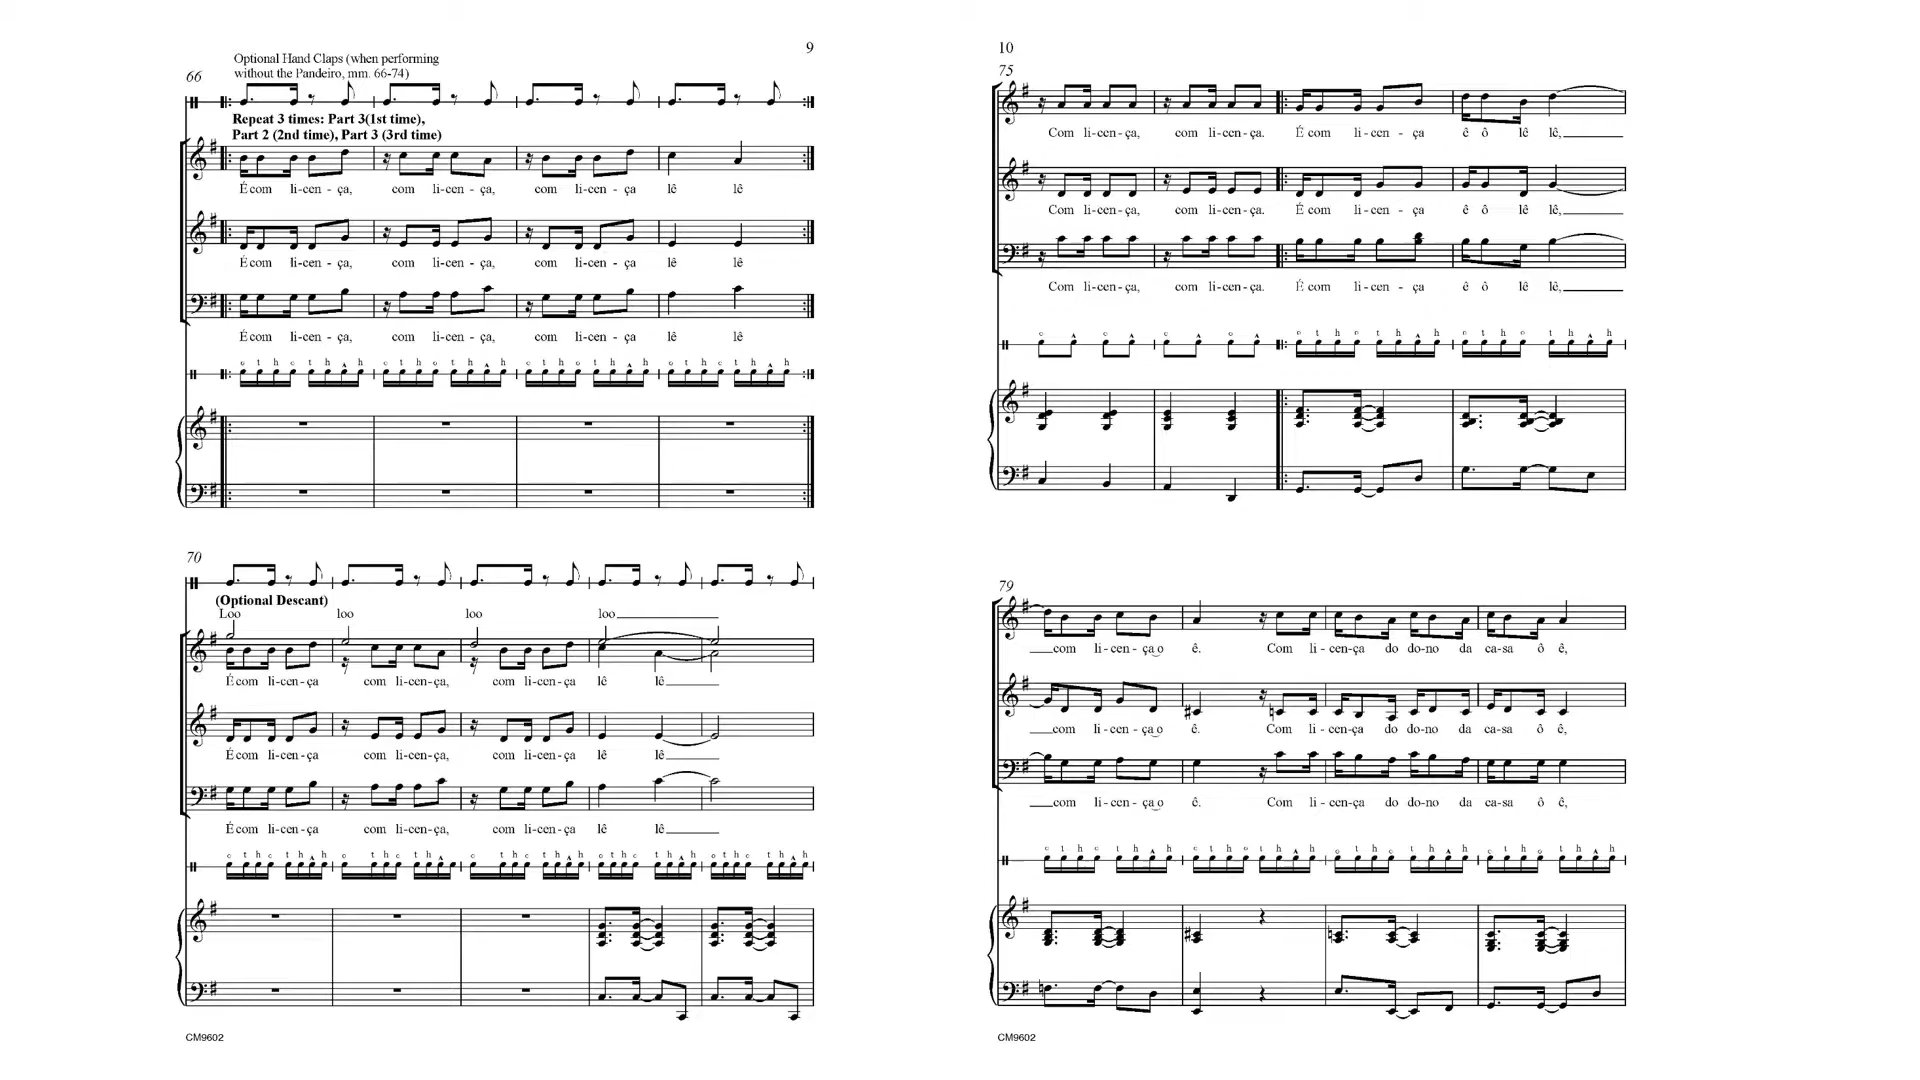 9
Optional Hand Claps (when performing
without the Pandeiro, mm. 66-74)
66
Repeat 3 times: Part 3(1st time),
Part 2 (2nd time), Part 3 (3rd time)
É com li-cen-ça, com li-cen-ça, com li-cen-ça lê lê
É com li-cen-ça, com li-cen-ça, com li-cen-ça lê lê
É com li-cen-ça, com li-cen-ça, com li-cen-ça lê lê
70
(Optional Descant)
Loo loo loo loo
É com li-cen-ça com li-cen-ça, com li-cen-ça lê lê
É com li-cen-ça com li-cen-ça, com li-cen-ça lê lê
É com li-cen-ça com li-cen-ça, com li-cen-ça lê lê
CM9602
10
75
Com li-cen-ça, com li-cen-ça. É com li-cen-ça ê ô lê lê,
Com li-cen-ça, com li-cen-ça. É com li-cen-ça ê ô lê lê,
Com li-cen-ça, com li-cen-ça. É com li-cen-ça ê ô lê lê,
79
com li-cen-ça o ê. Com li-cen-ça do do-no da ca-sa ô ê,
com li-cen-ça o ê. Com li-cen-ça do do-no da ca-sa ô ê,
com li-cen-ça o ê. Com li-cen-ça do do-no da ca-sa ô ê,
CM9602